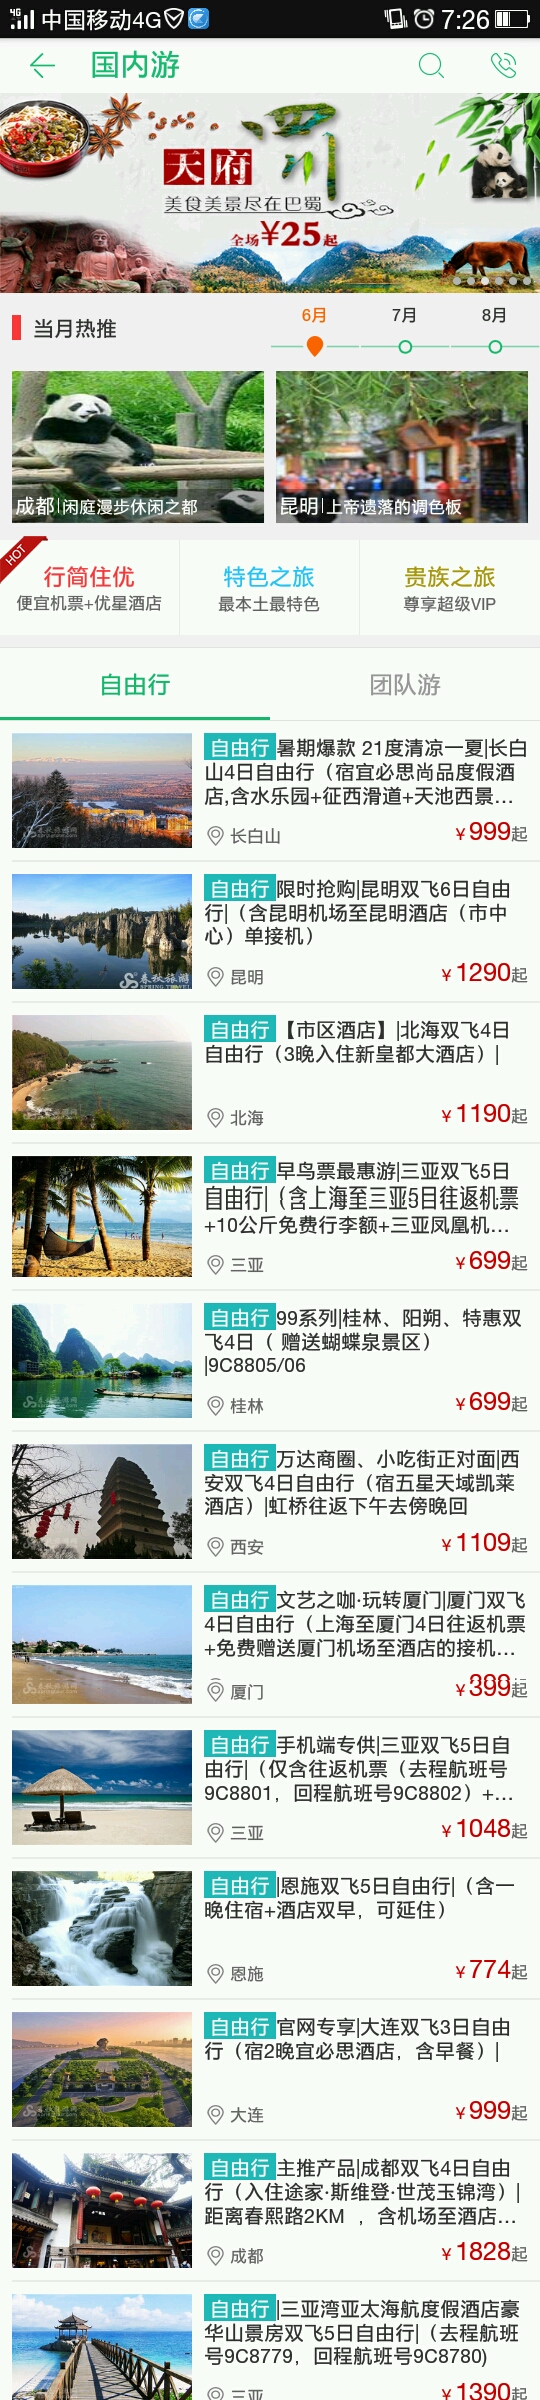 4G 中国移动4G 7:26
国内游
天府
美食美景尽在巴蜀
全场¥25起
当月热推
6月 7月 8月
成都|闲庭漫步休闲之都
昆明|上帝遗落的调色板
HOT
行简住优 特色之旅 贵族之旅
便宜机票+优星酒店 最本土最特色 尊享超级VIP
自由行 团队游
自由行 暑期爆款 21度清凉一夏|长白
山4日自由行（宿宜必思尚品度假酒
店,含水乐园+征西滑道+天池西景...
长白山 ¥999起
自由行 限时抢购|昆明双飞6日自由
行|（含昆明机场至昆明酒店（市中
心）单接机）
春秋旅游
SPRING TRAVEL
昆明 ¥1290起
自由行【市区酒店】|北海双飞4日
自由行（3晚入住新皇都大酒店）|
北海 ¥1190起
自由行 早鸟票最惠游|三亚双飞5日
自由行|（含上海至三亚5日往返机票
+10公斤免费行李额+三亚凤凰机...
三亚 ¥699起
自由行 99系列|桂林、阳朔、特惠双
飞4日（ 赠送蝴蝶泉景区）
|9C8805/06
桂林 ¥699起
自由行 万达商圈、小吃街正对面|西
安双飞4日自由行（宿五星天域凯莱
酒店）|虹桥往返下午去傍晚回
西安 ¥1109起
自由行 文艺之咖·玩转厦门|厦门双飞
4日自由行（上海至厦门4日往返机票
+免费赠送厦门机场至酒店的接机...
厦门 ¥399起
自由行 手机端专供|三亚双飞5日自
由行|（仅含往返机票（去程航班号
9C8801，回程航班号9C8802）+...
三亚 ¥1048起
自由行|恩施双飞5日自由行|（含一
晚住宿+酒店双早，可延住）
恩施 ¥774起
自由行 官网专享|大连双飞3日自由
行（宿2晚宜必思酒店，含早餐）|
大连 ¥999起
自由行 主推产品|成都双飞4日自由
行（入住途家·斯维登·世茂玉锦湾）|
距离春熙路2KM ，含机场至酒店...
成都 ¥1828起
自由行|三亚湾亚太海航度假酒店豪
华山景房双飞5日自由行|（去程航班
号9C8779，回程航班号9C8780)
三亚 ¥1390起